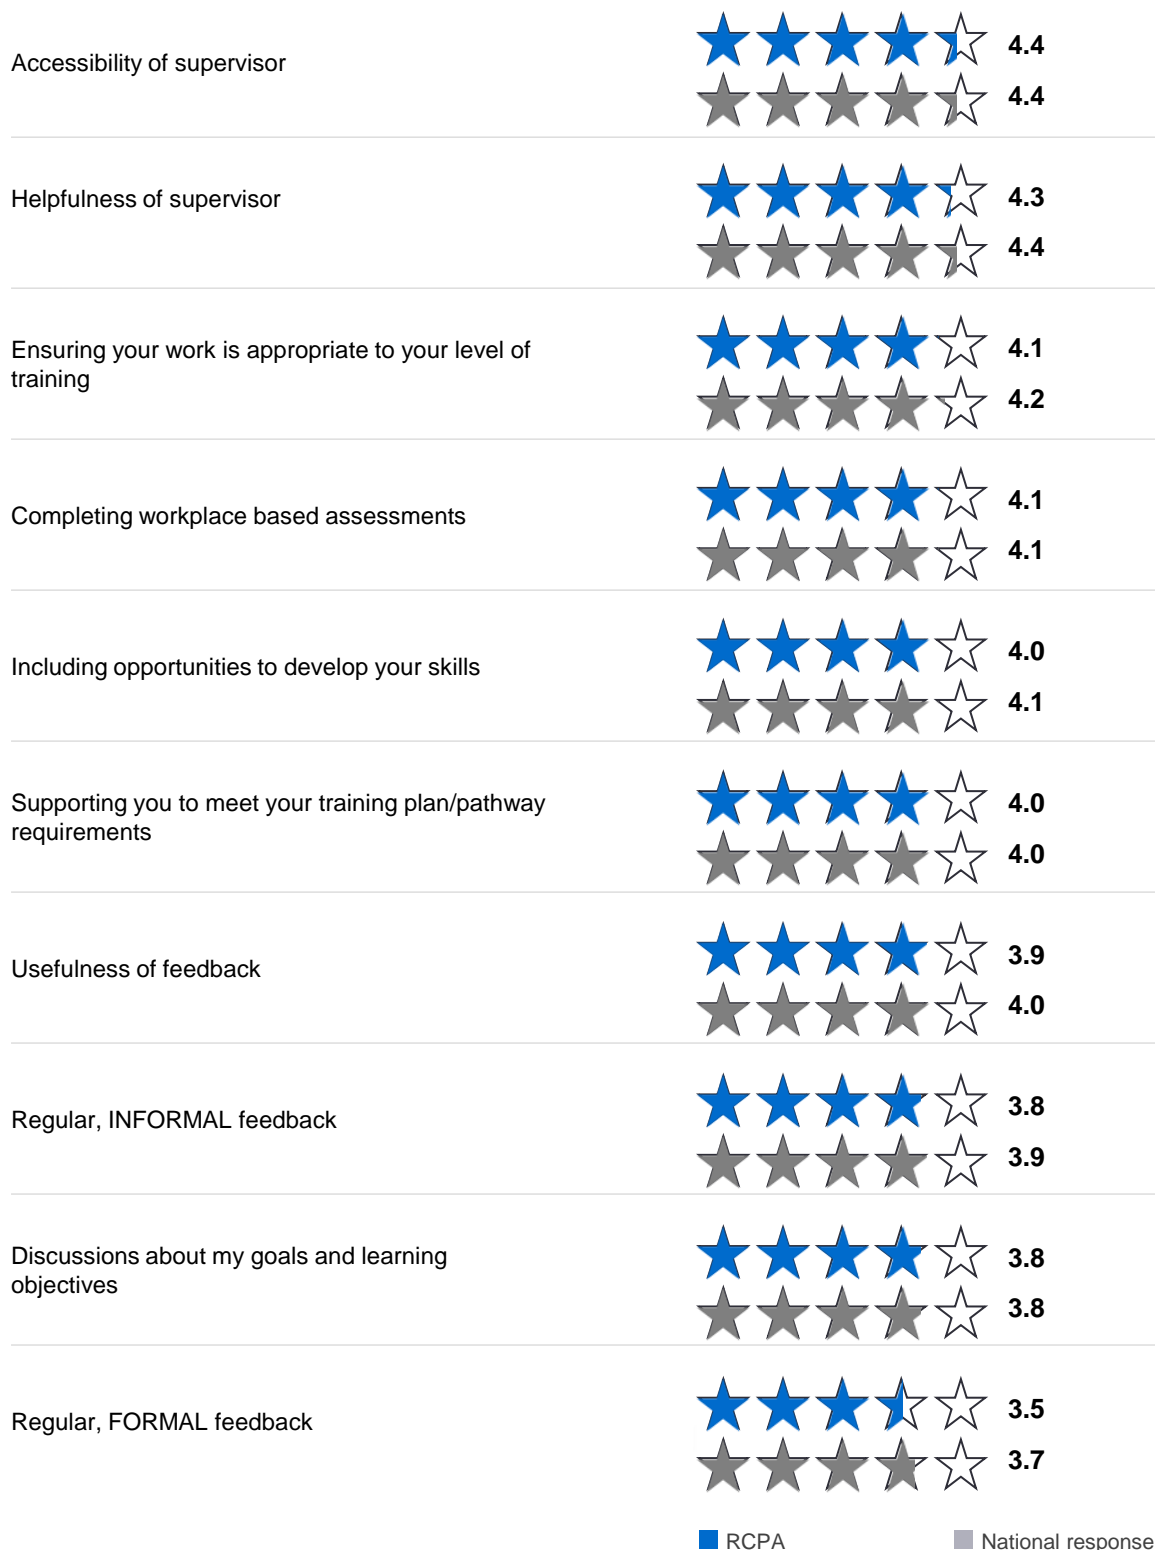 Accessibility of supervisor
4.4
4.4
Helpfulness of supervisor
4.3
4.4
Ensuring your work is appropriate to your level of
training
4.1
4.2
Completing workplace based assessments
4.1
4.1
Including opportunities to develop your skills
4.0
4.1
Supporting you to meet your training plan/pathway
requirements
4.0
4.0
Usefulness of feedback
3.9
4.0
Regular, INFORMAL feedback
3.8
3.9
Discussions about my goals and learning
objectives
3.8
3.8
Regular, FORMAL feedback
3.5
3.7
RCPA
National response